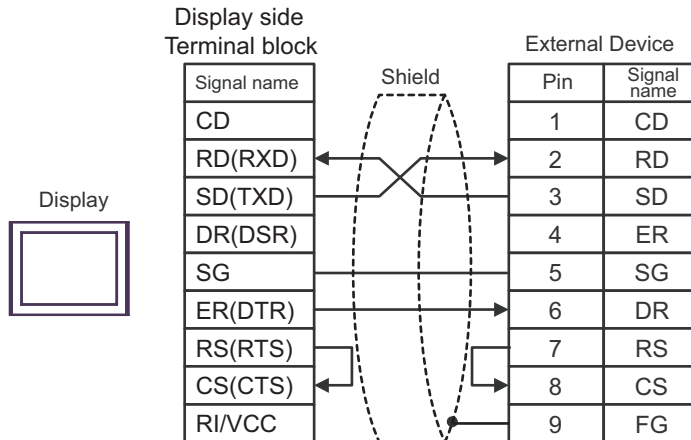 Display side
Terminal block
External Device
Signal name
Shield
Pin
Signal
name
CD
1
CD
RD(RXD)
2
RD
SD(TXD)
3
SD
Display
DR(DSR)
4
ER
SG
5
SG
ER(DTR)
6
DR
RS(RTS)
7
RS
CS(CTS)
8
CS
RI/VCC
9
FG